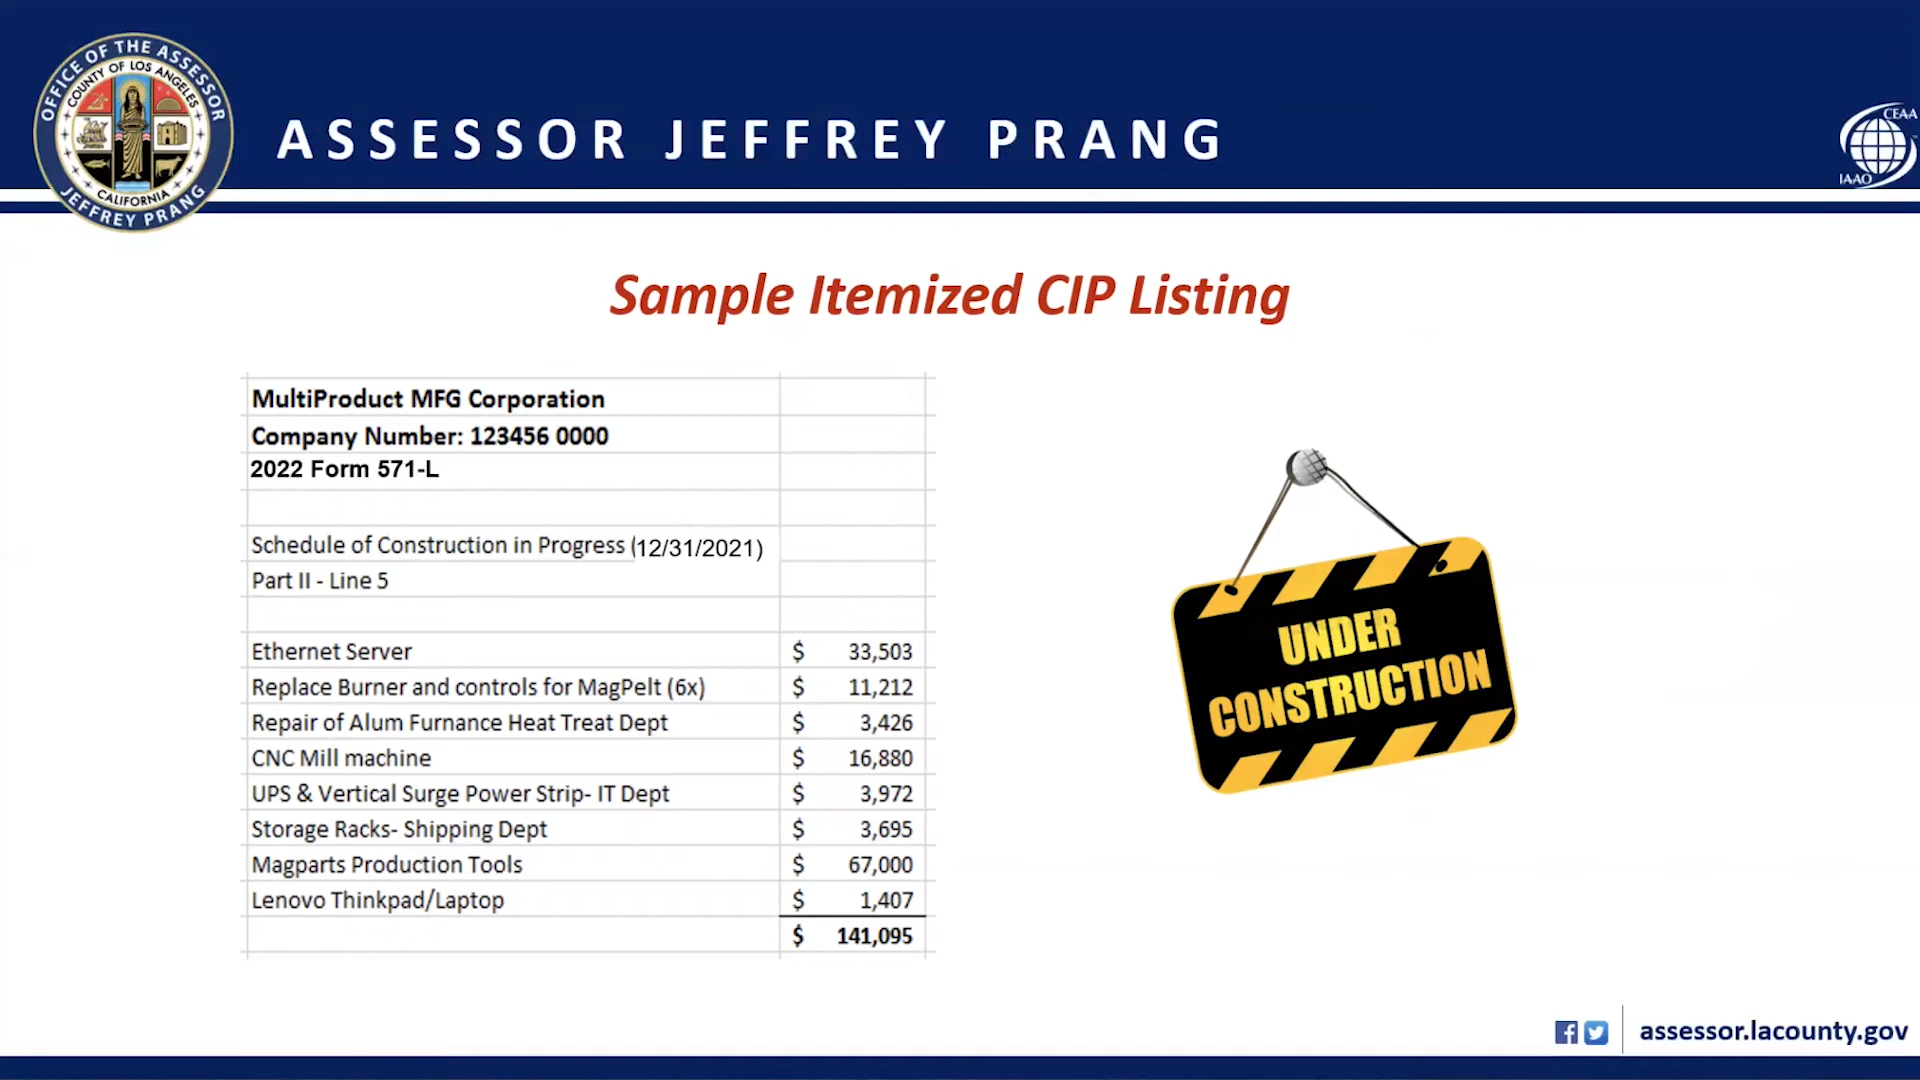 OFFICE OF THE ASSESSOR
COUNTY OF LOS ANGELES
CALIFORNIA
JEFFREY PRANG
ASSESSOR JEFFREY PRANG
CEAA
IAAO
Sample Itemized CIP Listing
MultiProduct MFG Corporation
Company Number: 123456 0000
2022 Form 571-L
Schedule of Construction in Progress (12/31/2021)
Part II - Line 5
Ethernet Server $ 33,503
Replace Burner and controls for MagPelt (6x) $ 11,212
Repair of Alum Furnance Heat Treat Dept $ 3,426
CNC Mill machine $ 16,880
UPS & Vertical Surge Power Strip- IT Dept $ 3,972
Storage Racks- Shipping Dept $ 3,695
Magparts Production Tools $ 67,000
Lenovo Thinkpad/Laptop $ 1,407
$ 141,095
UNDER
CONSTRUCTION
assessor.lacounty.gov